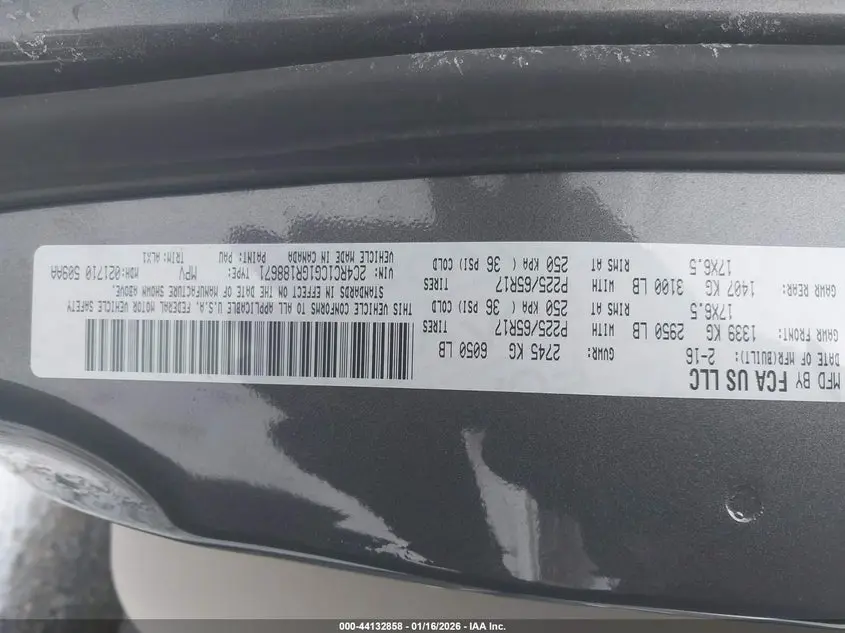 MFD BY FCA US LLC
DATE OF MFR(BUILT): 2-16 GVWR: 2745 KG 6050 LB
GAWR FRONT: 1339 KG 2950 LB WITH P225/65R17 TIRES
17X6.5 RIMS AT 250 KPA ( 36 PSI) COLD
GAWR REAR: 1407 KG 3100 LB WITH P225/65R17 TIRES
17X6.5 RIMS AT 250 KPA ( 36 PSI) COLD
THIS VEHICLE CONFORMS TO ALL APPLICABLE U.S.A. FEDERAL MOTOR VEHICLE SAFETY
STANDARDS IN EFFECT ON THE DATE OF MANUFACTURE SHOWN ABOVE.
VIN: 2C4RC1CG1GR188671 TYPE: MPV MDH:021710 509AA
VEHICLE MADE IN CANADA PAINT: PAU TRIM: ALX1
000-44132858 - 01/16/2026 - IAA Inc.